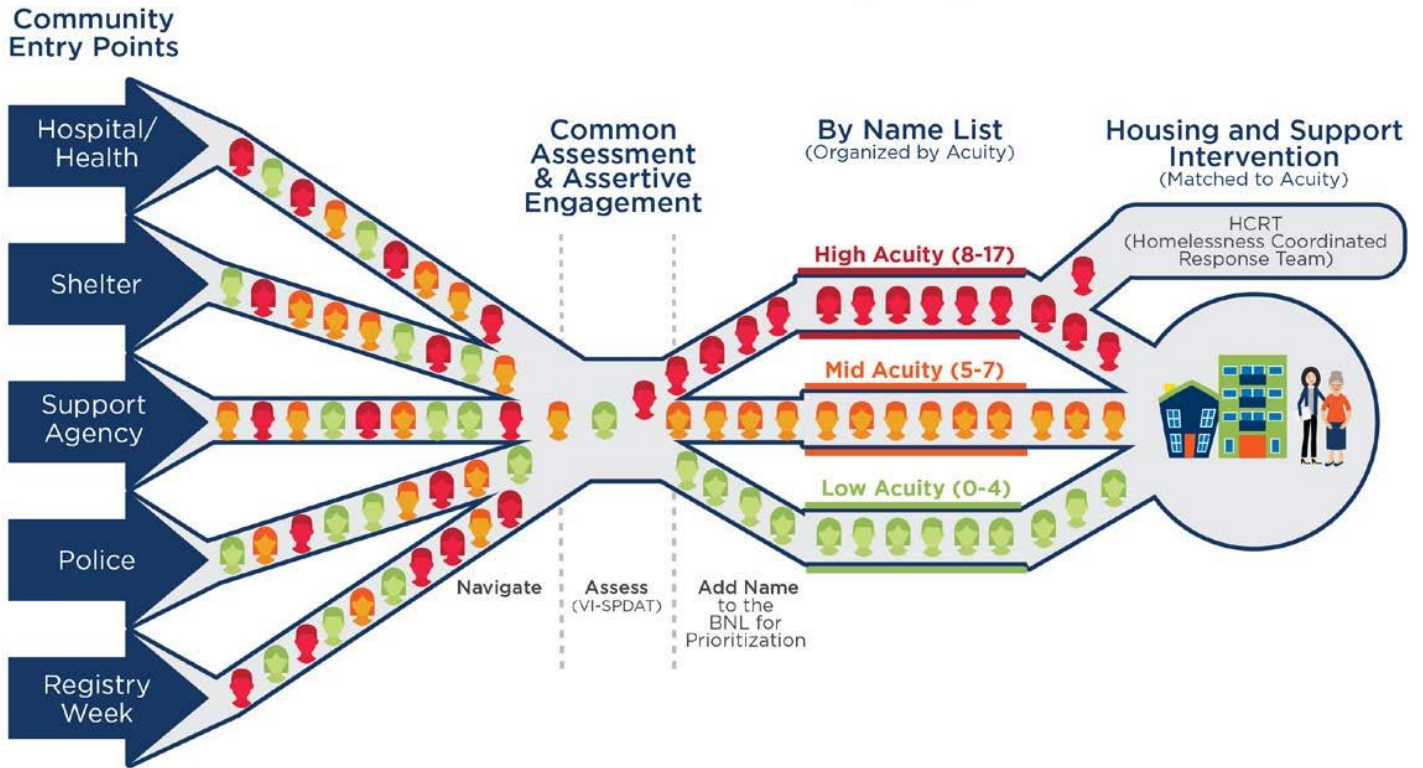 Community
Entry Points
Hospital/
Health
Shelter
Support
Agency
Police
Registry
Week
Common
Assessment
& Assertive
Engagement
Navigate
Assess
(VI-SPDAT)
Add Name
to the
BNL for
Prioritization
By Name List
(Organized by Acuity)
High Acuity (8-17)
Mid Acuity (5-7)
Low Acuity (0-4)
Housing and Support
Intervention
(Matched to Acuity)
HCRT
(Homelessness Coordinated
Response Team)